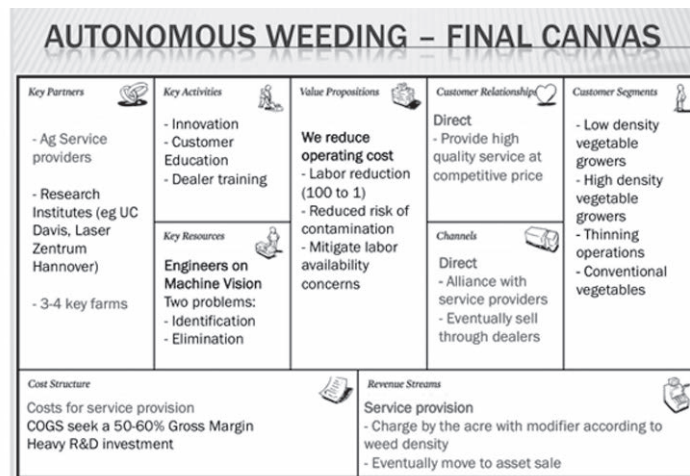 AUTONOMOUS WEEDING – FINAL CANVAS
Key Partners
- Ag Service
providers
- Research
Institutes (eg UC
Davis, Laser
Zentrum
Hannover)
- 3-4 key farms
Key Activities
- Innovation
- Customer
Education
- Dealer training
Key Resources
Engineers on
Machine Vision
Two problems:
- Identification
- Elimination
Value Propositions
We reduce
operating cost
- Labor reduction
(100 to 1)
- Reduced risk of
contamination
- Mitigate labor
availability
concerns
Customer Relationship
Direct
- Provide high
quality service at
competitive price
Channels
Direct
- Alliance with
service providers
- Eventually sell
through dealers
Customer Segments
- Low density
vegetable
growers
- High density
vegetable
growers
- Thinning
operations
- Conventional
vegetables
Cost Structure
Costs for service provision
COGS seek a 50-60% Gross Margin
Heavy R&D investment
Revenue Streams
Service provision
- Charge by the acre with modifier according to
weed density
- Eventually move to asset sale